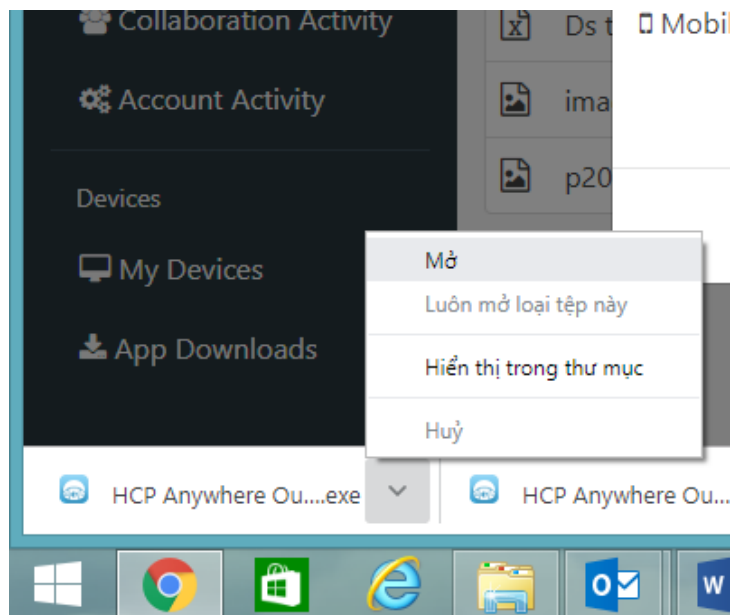 Collaboration Activity
Account Activity
Devices
My Devices
App Downloads
Ds t
ima
p20
Mobil
Mở
Luôn mở loại tệp này
Hiển thị trong thư mục
Huỷ
HCP Anywhere Ou....exe
HCP Anywhere Ou...